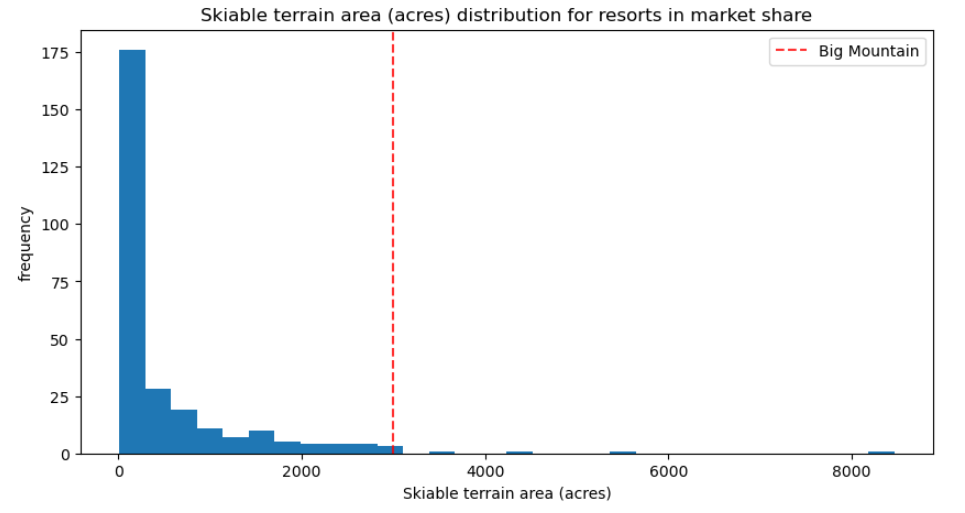 Skiable terrain area (acres) distribution for resorts in market share
Big Mountain
175
150
125
100
75
50
25
0
frequency
0 2000 4000 6000 8000
Skiable terrain area (acres)